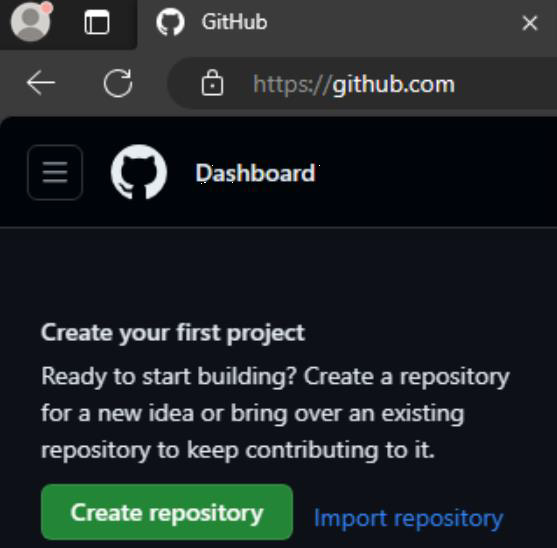 GitHub
https://github.com
Dashboard
Create your first project
Ready to start building? Create a repository
for a new idea or bring over an existing
repository to keep contributing to it.
Create repository Import repository